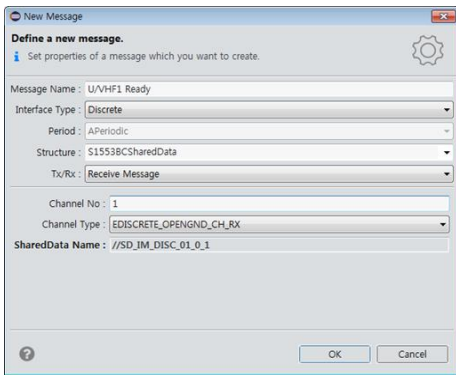 New Message
Define a new message.
Set properties of a message which you want to create.
Message Name : U/VHF1 Ready
Interface Type : Discrete
Period : APeriodic
Structure : S1553BCSharedData
Tx/Rx : Receive Message
Channel No : 1
Channel Type : EDISCRETE_OPENGND_CH_RX
SharedData Name : //SD_IM_DISC_01_0_1
OK Cancel